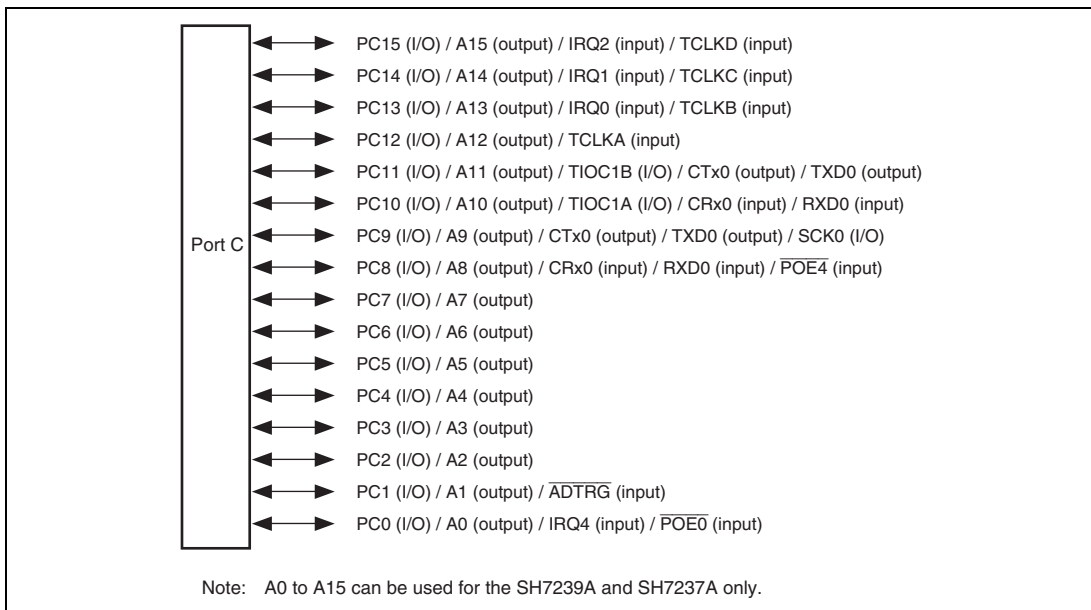 PC15 (I/O) / A15 (output) / IRQ2 (input) / TCLKD (input)
PC14 (I/O) / A14 (output) / IRQ1 (input) / TCLKC (input)
PC13 (I/O) / A13 (output) / IRQ0 (input) / TCLKB (input)
PC12 (I/O) / A12 (output) / TCLKA (input)
PC11 (I/O) / A11 (output) / TIOC1B (I/O) / CTx0 (output) / TXD0 (output)
PC10 (I/O) / A10 (output) / TIOC1A (I/O) / CRx0 (input) / RXD0 (input)
Port C
PC9 (I/O) / A9 (output) / CTx0 (output) / TXD0 (output) / SCK0 (I/O)
PC8 (I/O) / A8 (output) / CRx0 (input) / RXD0 (input) / P̅O̅E̅4̅ (input)
PC7 (I/O) / A7 (output)
PC6 (I/O) / A6 (output)
PC5 (I/O) / A5 (output)
PC4 (I/O) / A4 (output)
PC3 (I/O) / A3 (output)
PC2 (I/O) / A2 (output)
PC1 (I/O) / A1 (output) / A̅D̅T̅R̅G̅ (input)
PC0 (I/O) / A0 (output) / IRQ4 (input) / P̅O̅E̅0̅ (input)
Note: A0 to A15 can be used for the SH7239A and SH7237A only.